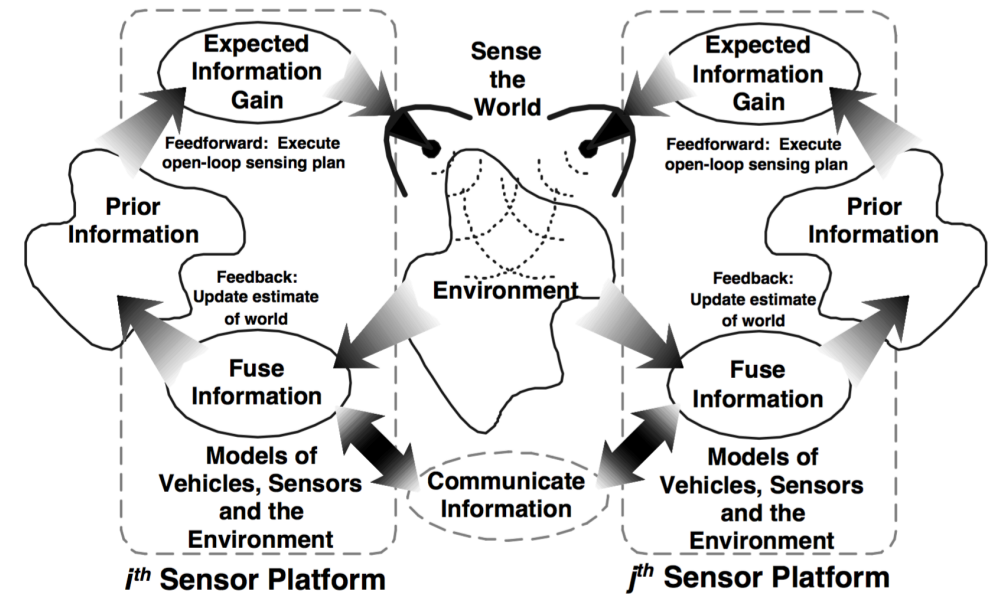 Expected
Information
Gain
Feedforward: Execute
open-loop sensing plan
Prior
Information
Feedback:
Update estimate
of world
Fuse
Information
Models of
Vehicles, Sensors
and the
Environment
ith Sensor Platform
Sense
the
World
Environment
Communicate
Information
Expected
Information
Gain
Feedforward: Execute
open-loop sensing plan
Prior
Information
Feedback:
Update estimate
of world
Fuse
Information
Models of
Vehicles, Sensors
and the
Environment
jth Sensor Platform